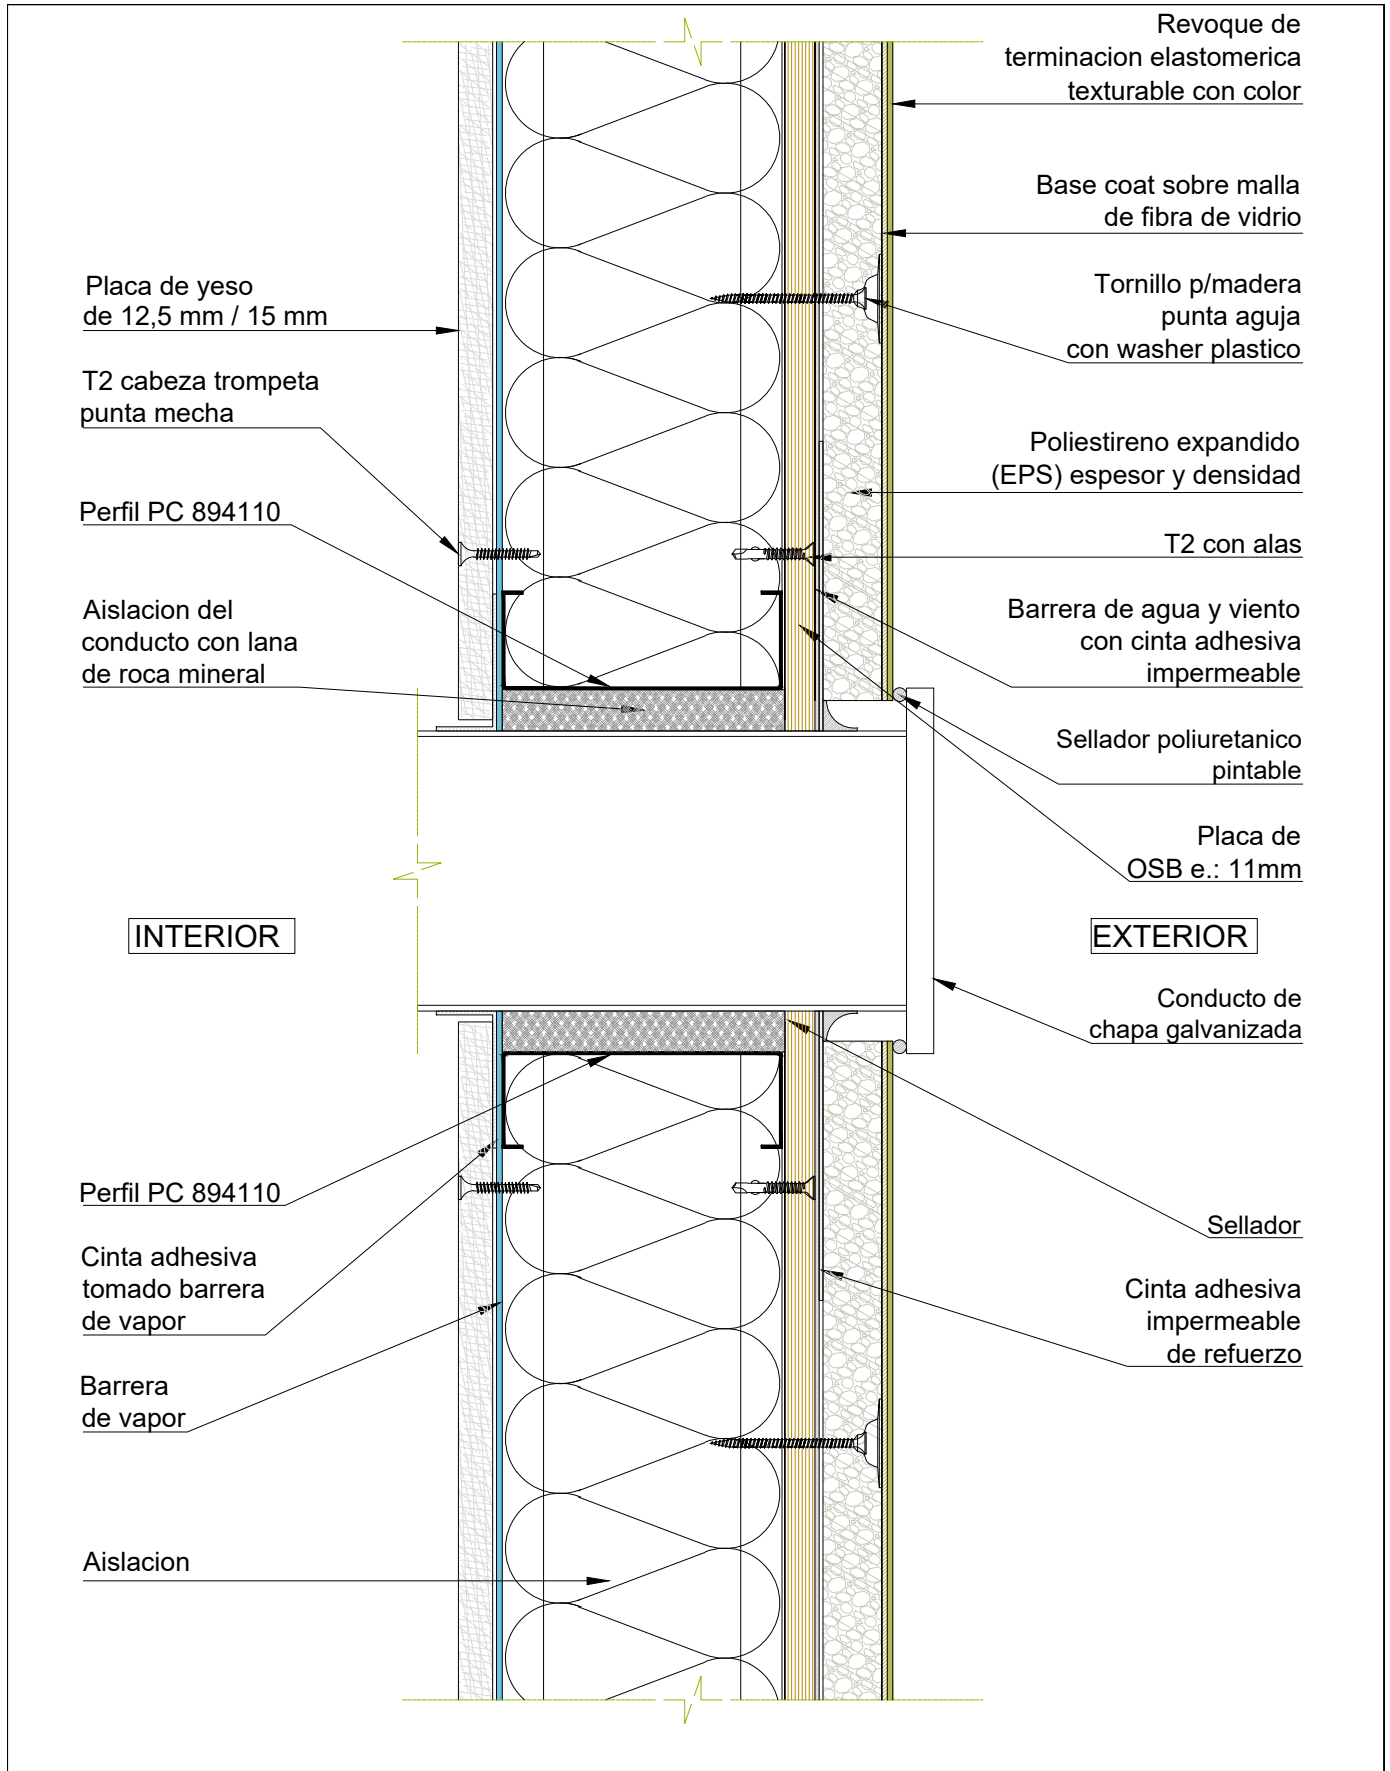 Revoque de
terminacion elastomerica
texturable con color
Base coat sobre malla
de fibra de vidrio
Tornillo p/madera
punta aguja
con washer plastico
Poliestireno expandido
(EPS) espesor y densidad
T2 con alas
Barrera de agua y viento
con cinta adhesiva
impermeable
Sellador poliuretanico
pintable
Placa de
OSB e.: 11mm
EXTERIOR
Conducto de
chapa galvanizada
Sellador
Cinta adhesiva
impermeable
de refuerzo
Placa de yeso
de 12,5 mm / 15 mm
T2 cabeza trompeta
punta mecha
Perfil PC 894110
Aislacion del
conducto con lana
de roca mineral
INTERIOR
Perfil PC 894110
Cinta adhesiva
tomado barrera
de vapor
Barrera
de vapor
Aislacion